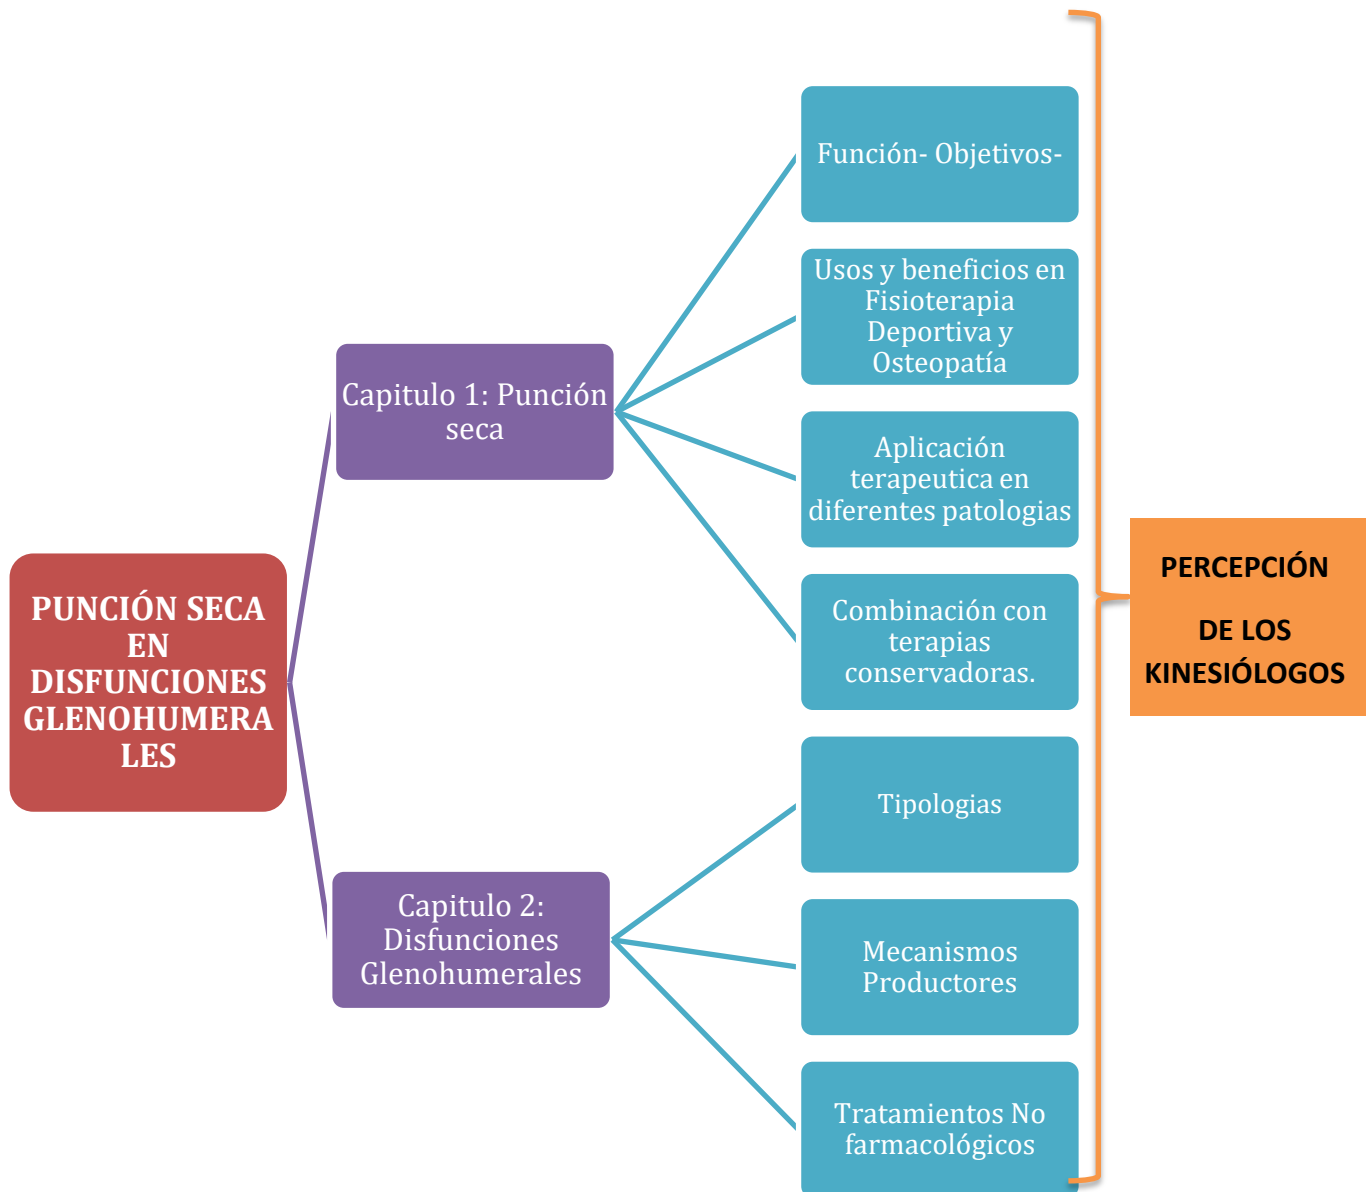 PUNCIÓN SECA
EN
DISFUNCIONES
GLENOHUMERA
LES
Capitulo 1: Punción
seca
Función- Objetivos-
Usos y beneficios en
Fisioterapia
Deportiva y
Osteopatía
Aplicación
terapeutica en
diferentes patologias
Combinación con
terapias
conservadoras.
Capitulo 2:
Disfunciones
Glenohumerales
Tipologias
Mecanismos
Productores
Tratamientos No
farmacológicos
PERCEPCIÓN
DE LOS
KINESIÓLOGOS